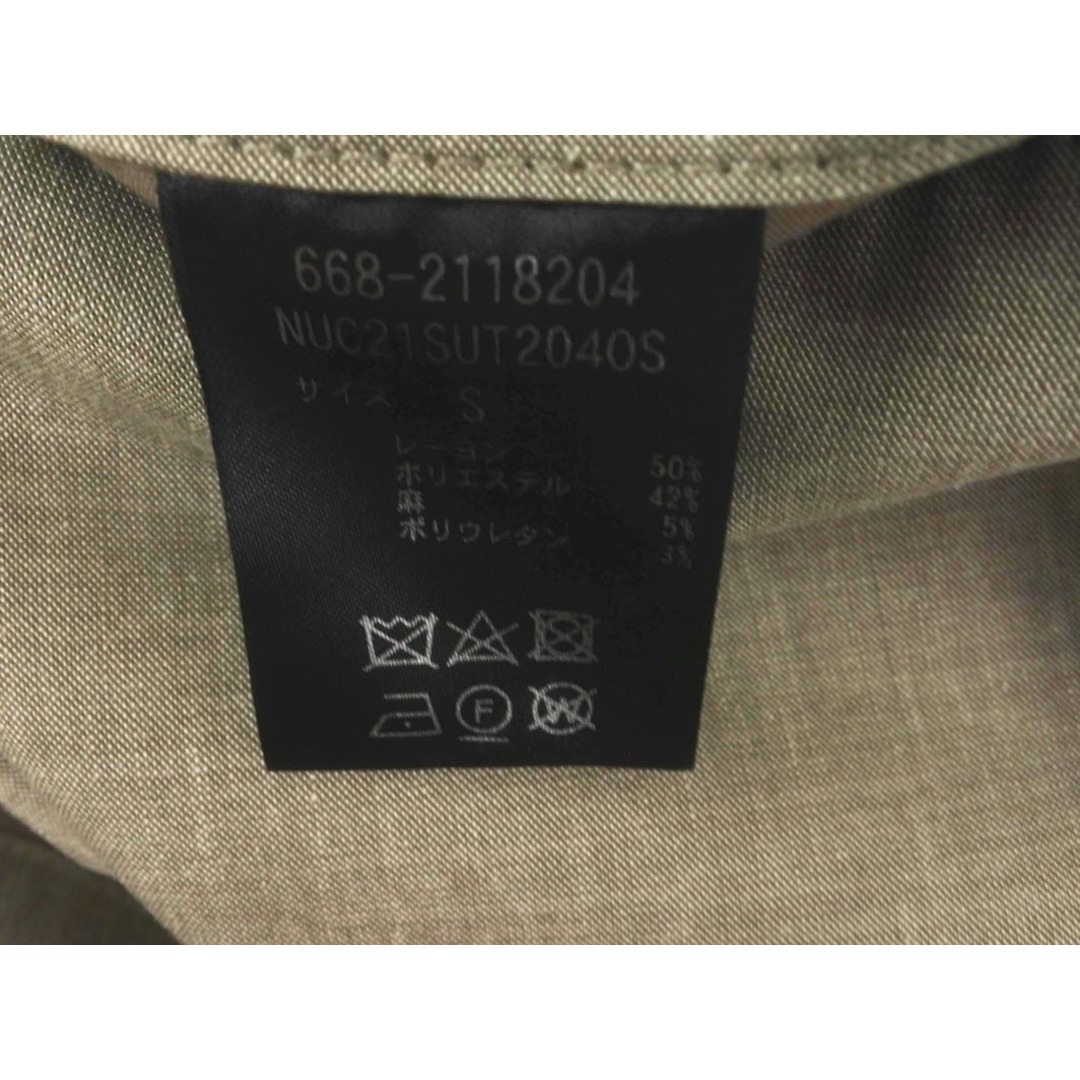 668-2118204
NUC21SUT2040S
サイズ S
レーヨン 50%
ポリエステル 42%
麻 5%
ポリウレタン 3%
F
W